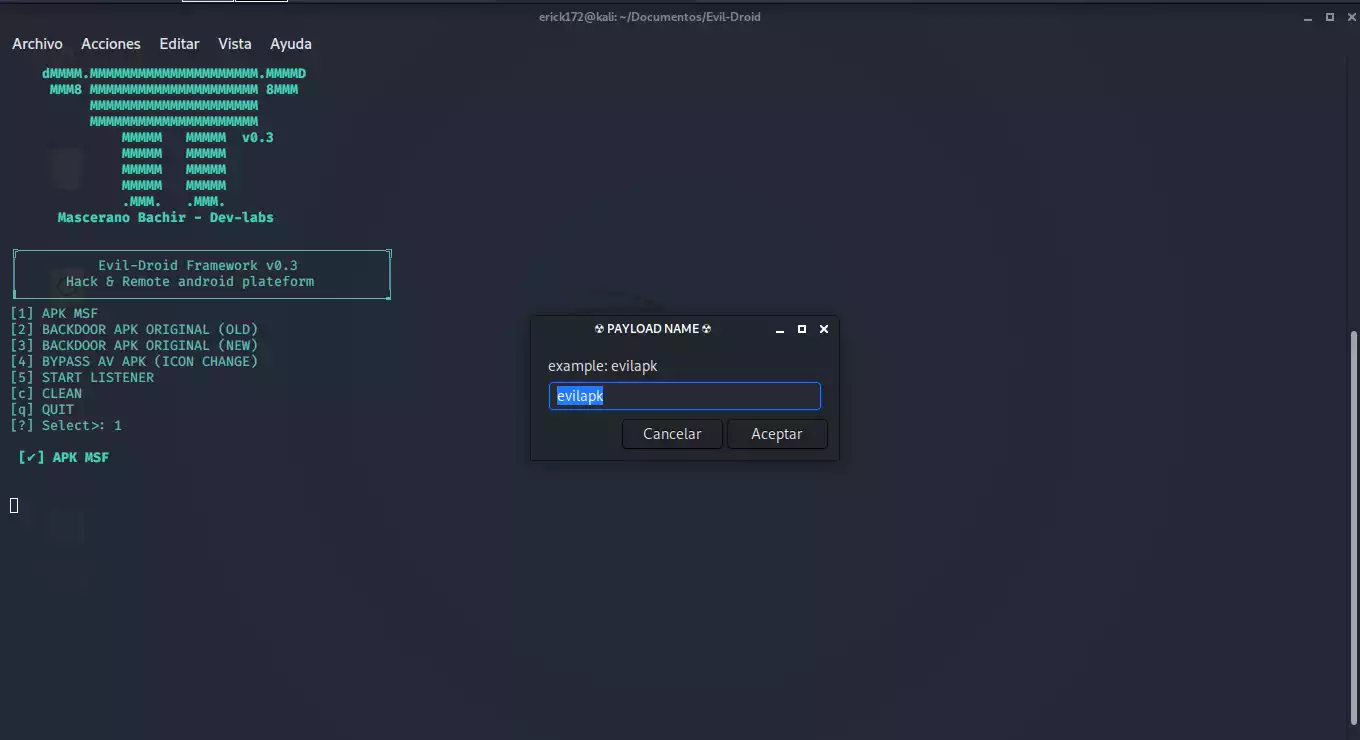 erick172@kali: ~/Documentos/Evil-Droid
Archivo Acciones Editar Vista Ayuda
dMMMM.MMMMMMMMMMMMMMMMMMMMM.MMMMD
MMM8 MMMMMMMMMMMMMMMMMMMMM 8MMM
MMMMMMMMMMMMMMMMMMMMM
MMMMMMMMMMMMMMMMMMMMM
MMMMM MMMMM v0.3
MMMMM MMMMM
MMMMM MMMMM
MMMMM MMMMM
.MMM. .MMM.
Mascerano Bachir - Dev-labs
Evil-Droid Framework v0.3
Hack & Remote android plateform
[1] APK MSF
[2] BACKDOOR APK ORIGINAL (OLD)
[3] BACKDOOR APK ORIGINAL (NEW)
[4] BYPASS AV APK (ICON CHANGE)
[5] START LISTENER
[c] CLEAN
[q] QUIT
[?] Select>: 1
[✔] APK MSF
☢ PAYLOAD NAME ☢
example: evilapk
evilapk
Cancelar Aceptar